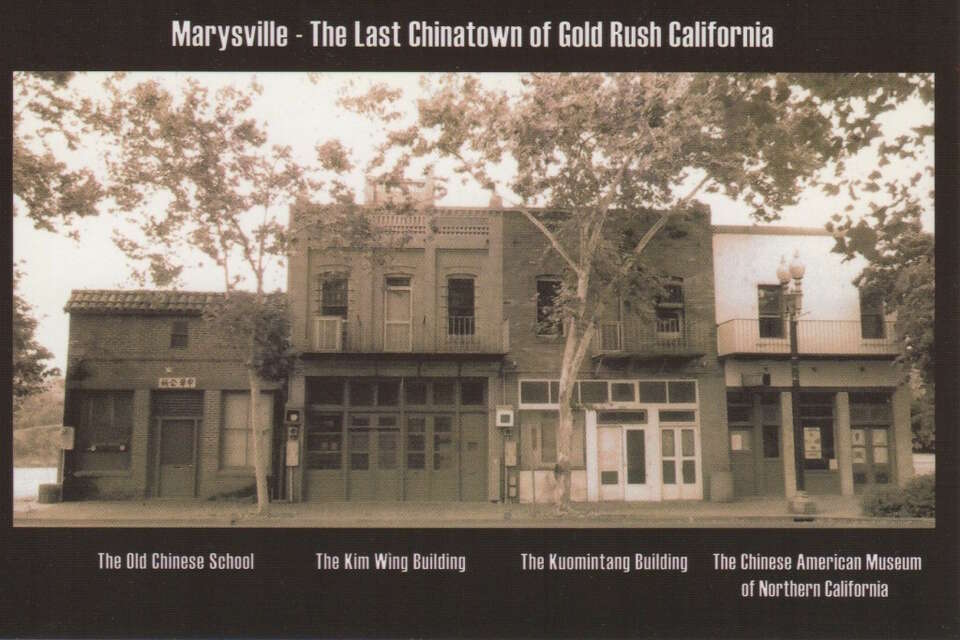 Marysville - The Last Chinatown of Gold Rush California
The Old Chinese School
The Kim Wing Building
The Kuomintang Building
The Chinese American Museum
of Northern California